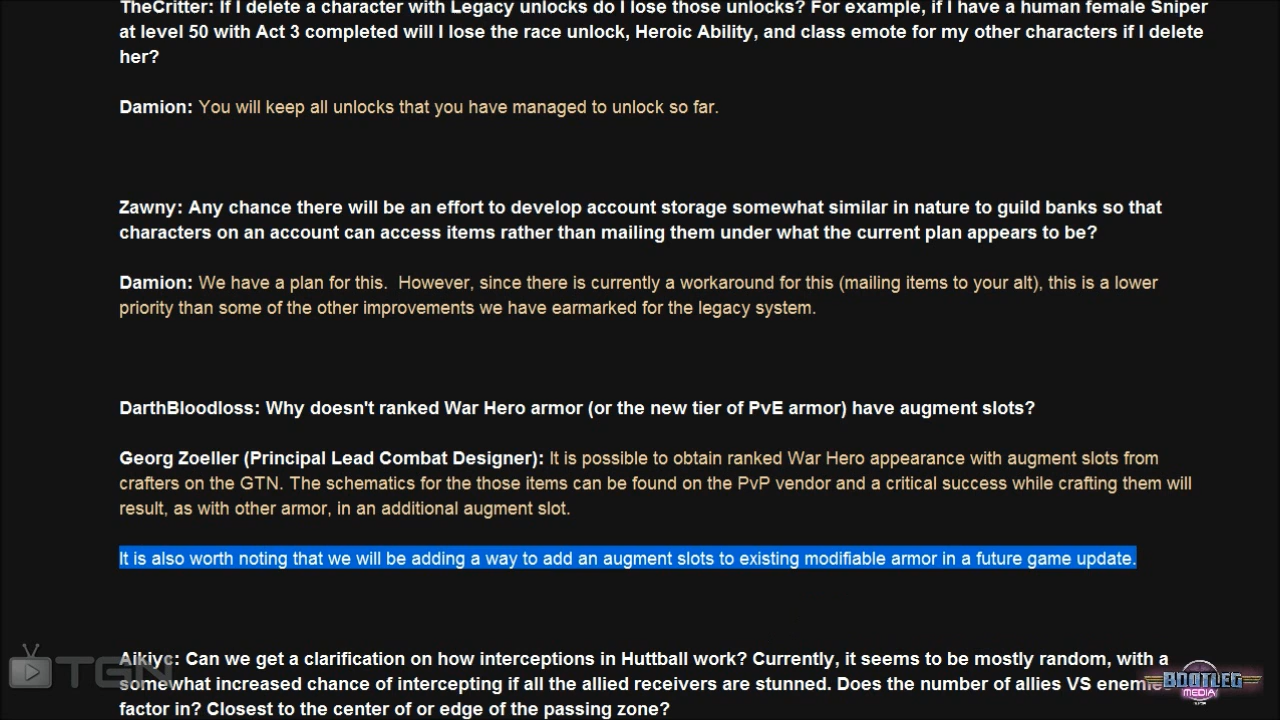 TheCritter: If I delete a character with Legacy unlocks do I lose those unlocks? For example, if I have a human female Sniper
at level 50 with Act 3 completed will I lose the race unlock, Heroic Ability, and class emote for my other characters if I delete
her?
Damion: You will keep all unlocks that you have managed to unlock so far.
Zawny: Any chance there will be an effort to develop account storage somewhat similar in nature to guild banks so that
characters on an account can access items rather than mailing them under what the current plan appears to be?
Damion: We have a plan for this.  However, since there is currently a workaround for this (mailing items to your alt), this is a lower
priority than some of the other improvements we have earmarked for the legacy system.
DarthBloodloss: Why doesn't ranked War Hero armor (or the new tier of PvE armor) have augment slots?
Georg Zoeller (Principal Lead Combat Designer): It is possible to obtain ranked War Hero appearance with augment slots from
crafters on the GTN. The schematics for the those items can be found on the PvP vendor and a critical success while crafting them will
result, as with other armor, in an additional augment slot.
It is also worth noting that we will be adding a way to add an augment slots to existing modifiable armor in a future game update.
Aikiyc: Can we get a clarification on how interceptions in Huttball work? Currently, it seems to be mostly random, with a
somewhat increased chance of intercepting if all the allied receivers are stunned. Does the number of allies VS enemies
factor in? Closest to the center of or edge of the passing zone?
TGN
BOOTLEG
MEDIA